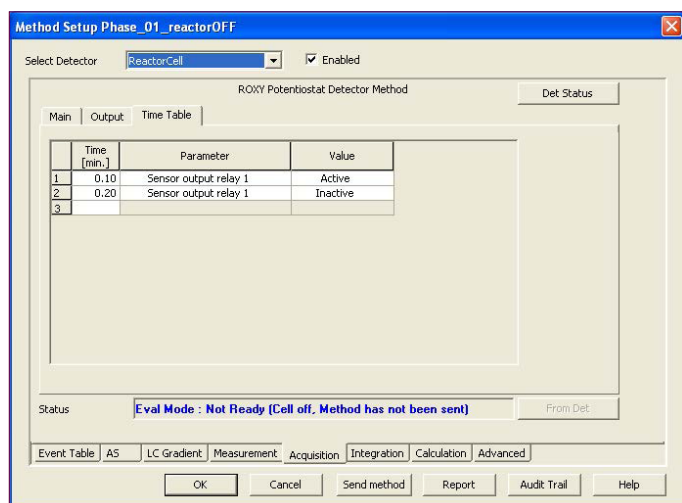 Method Setup Phase_01_reactorOFF
Select Detector ReactorCell Enabled
ROXY Potentiostat Detector Method Det Status
Main Output Time Table
Time [min.] Parameter Value
1 0.10 Sensor output relay 1 Active
2 0.20 Sensor output relay 1 Inactive
3
Status Eval Mode : Not Ready (Cell off, Method has not been sent) From Det
Event Table AS LC Gradient Measurement Acquisition Integration Calculation Advanced
OK Cancel Send method Report Audit Trail Help